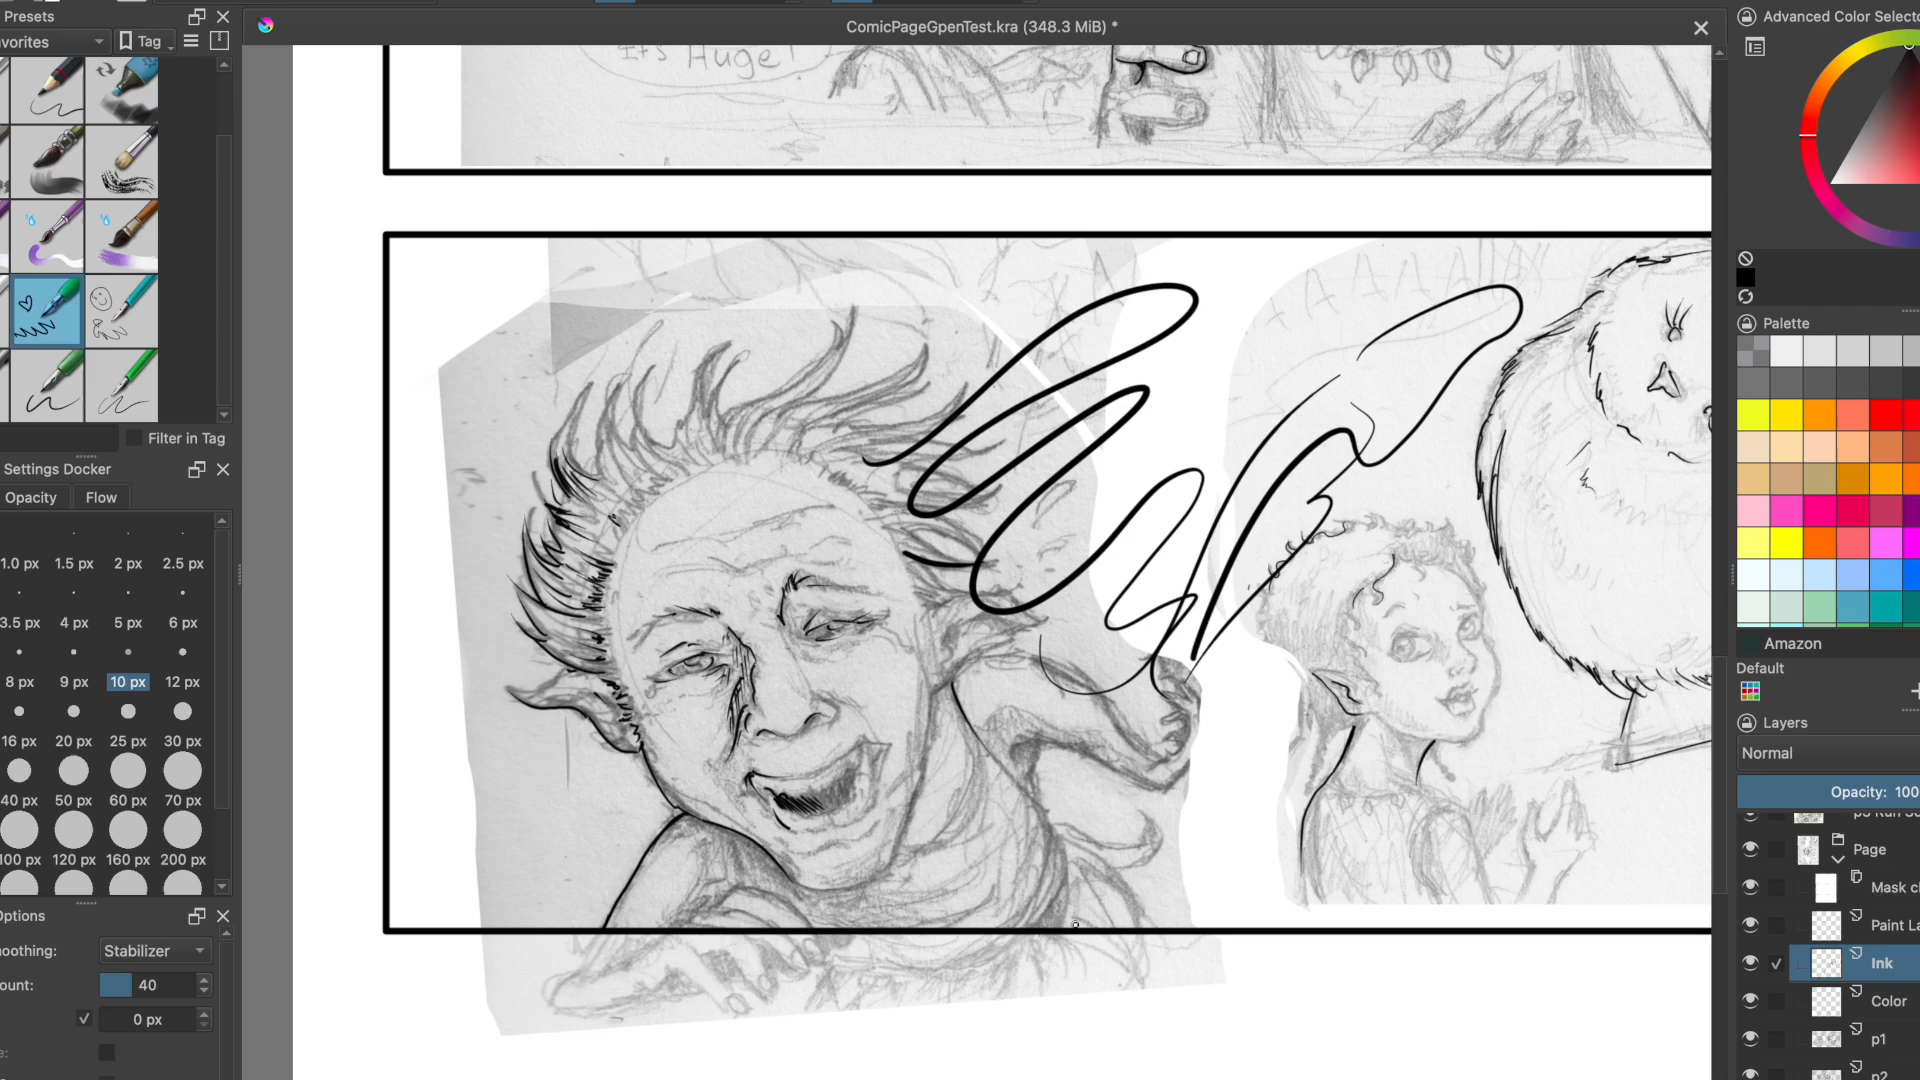 Presets
ComicPageGpenTest.kra (348.3 MiB) *
Advanced Color Selecto
vorites
Tag
It's Huge!
Filter in Tag
Settings Docker
Opacity
Flow
1.0 px
1.5 px
2 px
2.5 px
3.5 px
4 px
5 px
6 px
8 px
9 px
10 px
12 px
16 px
20 px
25 px
30 px
40 px
50 px
60 px
70 px
100 px
120 px
160 px
200 px
Options
moothing:
Stabilizer
ount:
40
0 px
e:
Palette
Amazon
Default
Layers
Normal
Opacity: 100
Page
Mask c
Paint La
Ink
Color
p1
p2